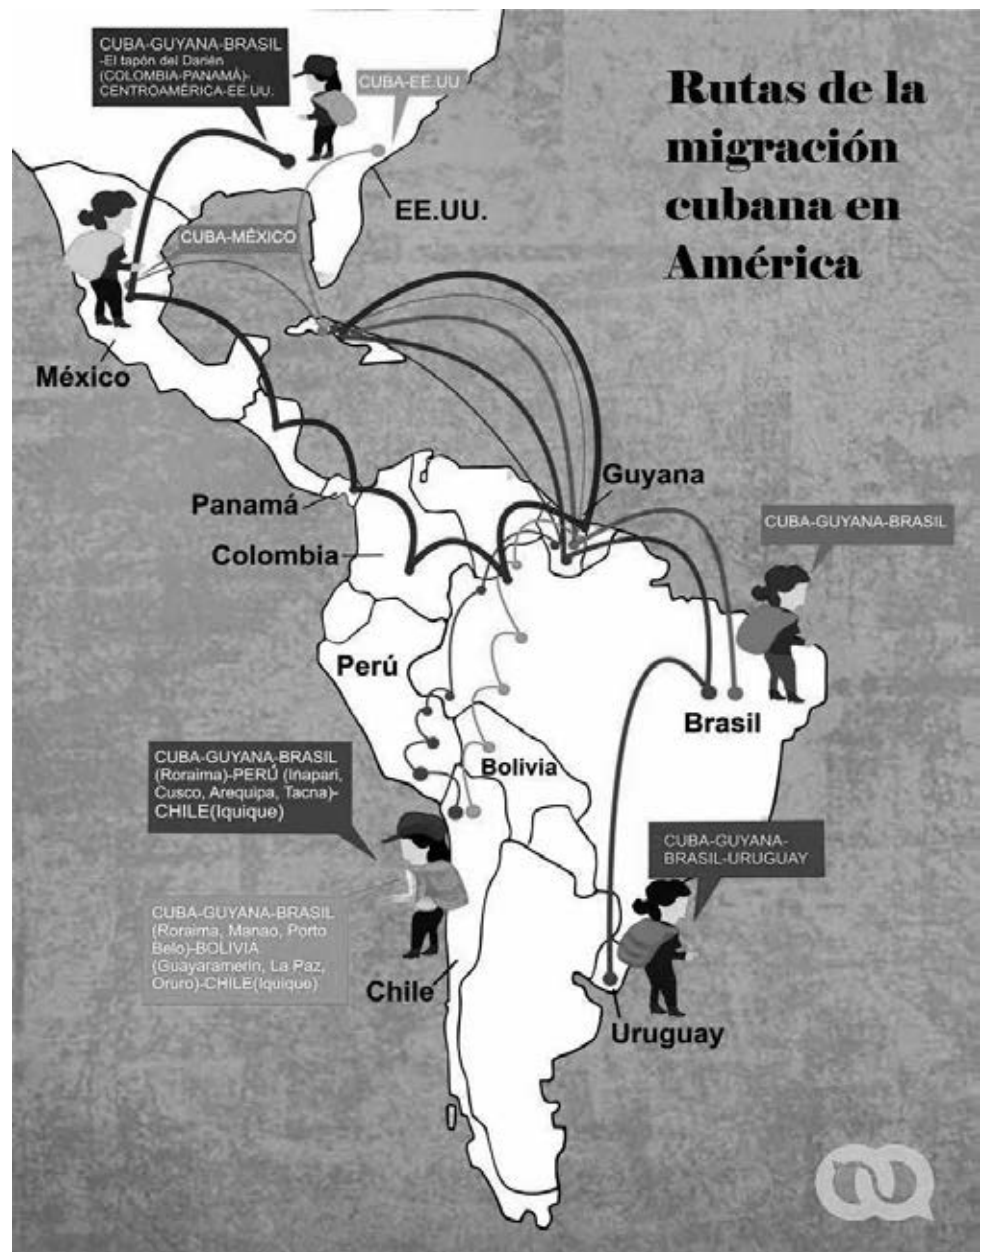 CUBA-GUYANA-BRASIL
-El tapón del Darién
(COLOMBIA-PANAMÁ)-
CENTROAMÉRICA-EE.UU.
CUBA-EE.UU
Rutas de la
migración
cubana en
América
EE.UU.
CUBA-MÉXICO
México
Guyana
Panamá
Colombia
CUBA-GUYANA-BRASIL
Perú
Brasil
Bolivia
CUBA-GUYANA-BRASIL
(Roraima)-PERÚ (Iñapari,
Cusco, Arequipa, Tacna)-
CHILE(Iquique)
CUBA-GUYANA-
BRASIL-URUGUAY
CUBA-GUYANA-BRASIL
(Roraima, Manao, Porto
Belo)-BOLIVIA
(Guayaramerín, La Paz,
Oruro)-CHILE(Iquique)
Chile
Uruguay